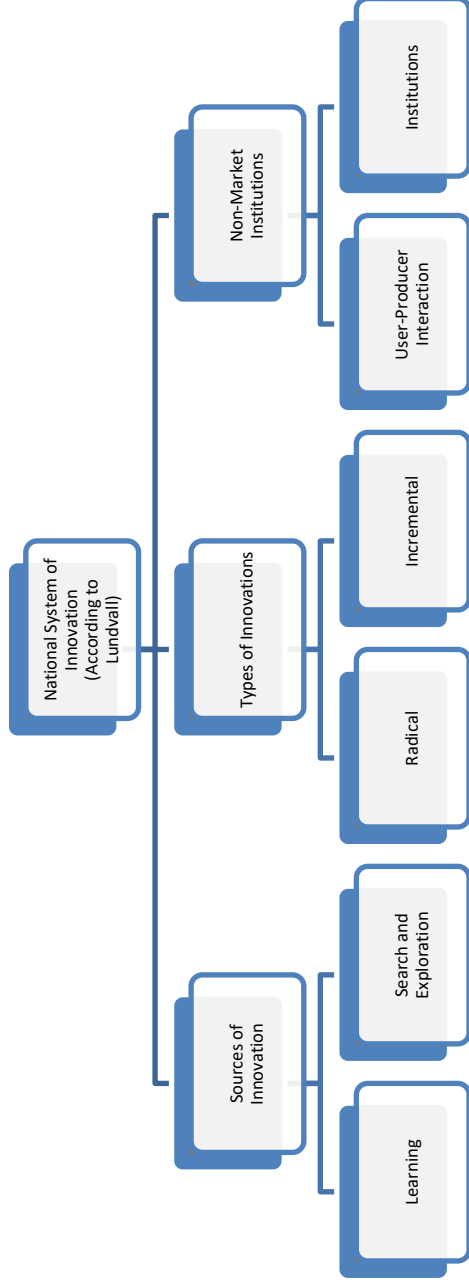 National System of
Innovation
(According to
Lundvall)
Sources of
Innovation
Types of Innovations
Non-Market
Institutions
Learning
Search and
Exploration
Radical
Incremental
User-Producer
Interaction
Institutions